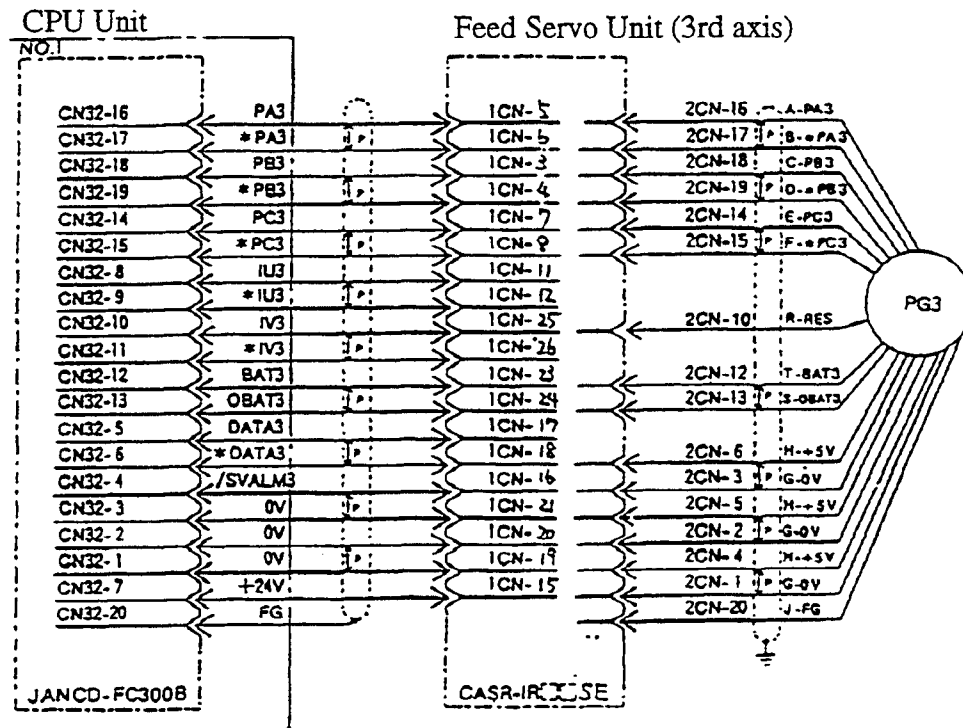 CPU Unit
Feed Servo Unit (3rd axis)
NO.1
CN32-16 PA3 1CN-5 2CN-16 A-PA3
CN32-17 *PA3 P 1CN-6 2CN-17 P B-*PA3
CN32-18 PB3 1CN-3 2CN-18 C-PB3
CN32-19 *PB3 P 1CN-4 2CN-19 P D-*PB3
CN32-14 PC3 1CN-7 2CN-14 E-PC3
CN32-15 *PC3 P 1CN-8 2CN-15 P F-*PC3
CN32-8 IU3 1CN-11
CN32-9 *IU3 P 1CN-12
PG3
CN32-10 IV3 1CN-25 2CN-10 R-RES
CN32-11 *IV3 P 1CN-26
CN32-12 BAT3 1CN-23 2CN-12 T-BAT3
CN32-13 OBAT3 P 1CN-24 2CN-13 P S-OBAT3
CN32-5 DATA3 1CN-17
CN32-6 *DATA3 P 1CN-18 2CN-6 H-+5V
CN32-4 /SVALM3 1CN-16 2CN-3 P G-0V
CN32-3 0V P 1CN-21 2CN-5 H-+5V
CN32-2 0V 1CN-20 2CN-2 P G-0V
CN32-1 0V P 1CN-19 2CN-4 H-+5V
CN32-7 +24V 1CN-15 2CN-1 P G-0V
CN32-20 FG 2CN-20 J-FG
JANCD-FC300B